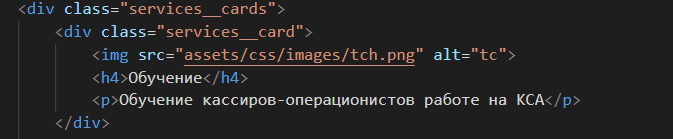 <div class="services__cards">
<div class="services__card">
<img src="assets/css/images/tch.png" alt="tc">
<h4>Обучение</h4>
<p>Обучение кассиров-операционистов работе на КСА</p>
</div>